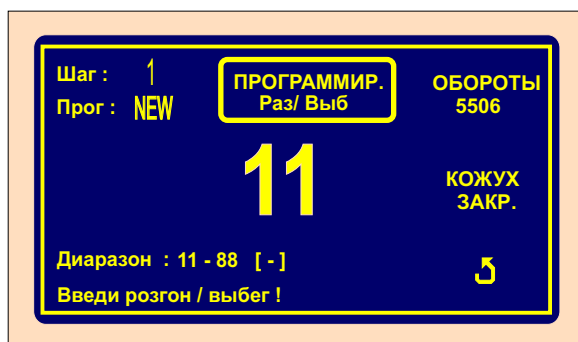 Шаг : 1
Прог : NEW
ПРОГРАММИР.
Раз/ Выб
ОБОРОТЫ
5506
11
КОЖУХ
ЗАКР.
Диаразон : 11 - 88 [ - ]
Введи розгон / выбег !